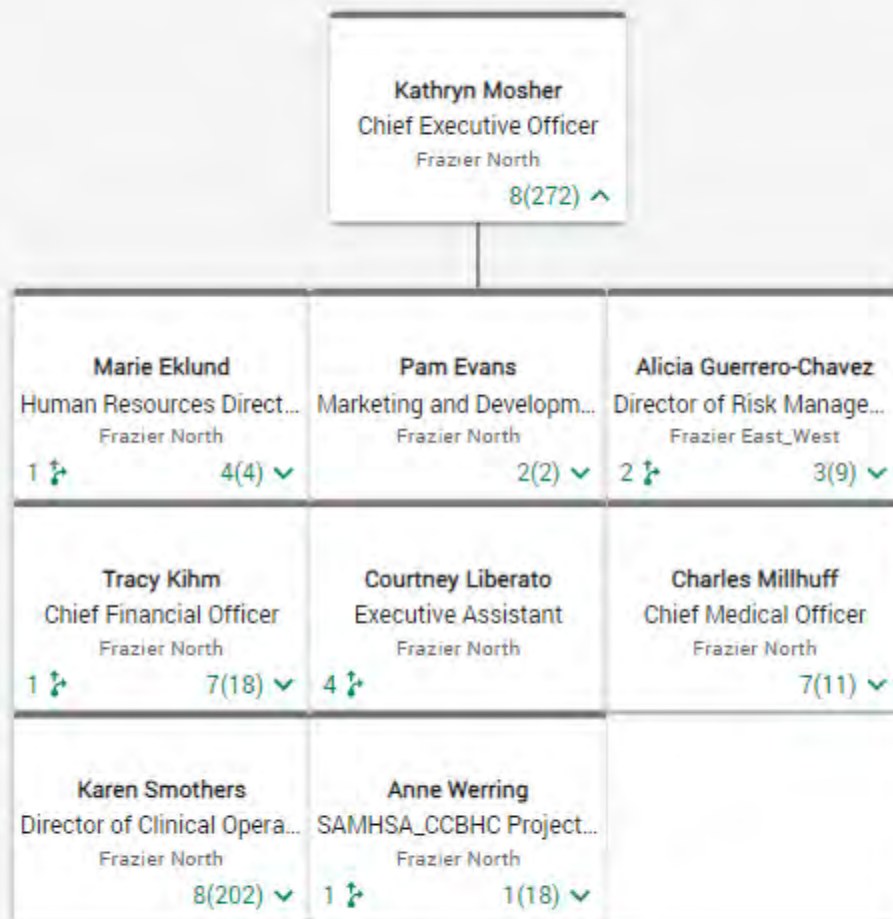 Kathryn Mosher
Chief Executive Officer
Frazier North
8(272)
Marie Eklund
Human Resources Direct...
Frazier North
1 4(4)
Pam Evans
Marketing and Developm...
Frazier North
2(2)
Alicia Guerrero-Chavez
Director of Risk Manage...
Frazier East_West
2 3(9)
Tracy Kihm
Chief Financial Officer
Frazier North
1 7(18)
Courtney Liberato
Executive Assistant
Frazier North
4
Charles Millhuff
Chief Medical Officer
Frazier North
7(11)
Karen Smothers
Director of Clinical Opera...
Frazier North
8(202)
Anne Werring
SAMHSA_CCBHC Project...
Frazier North
1 1(18)